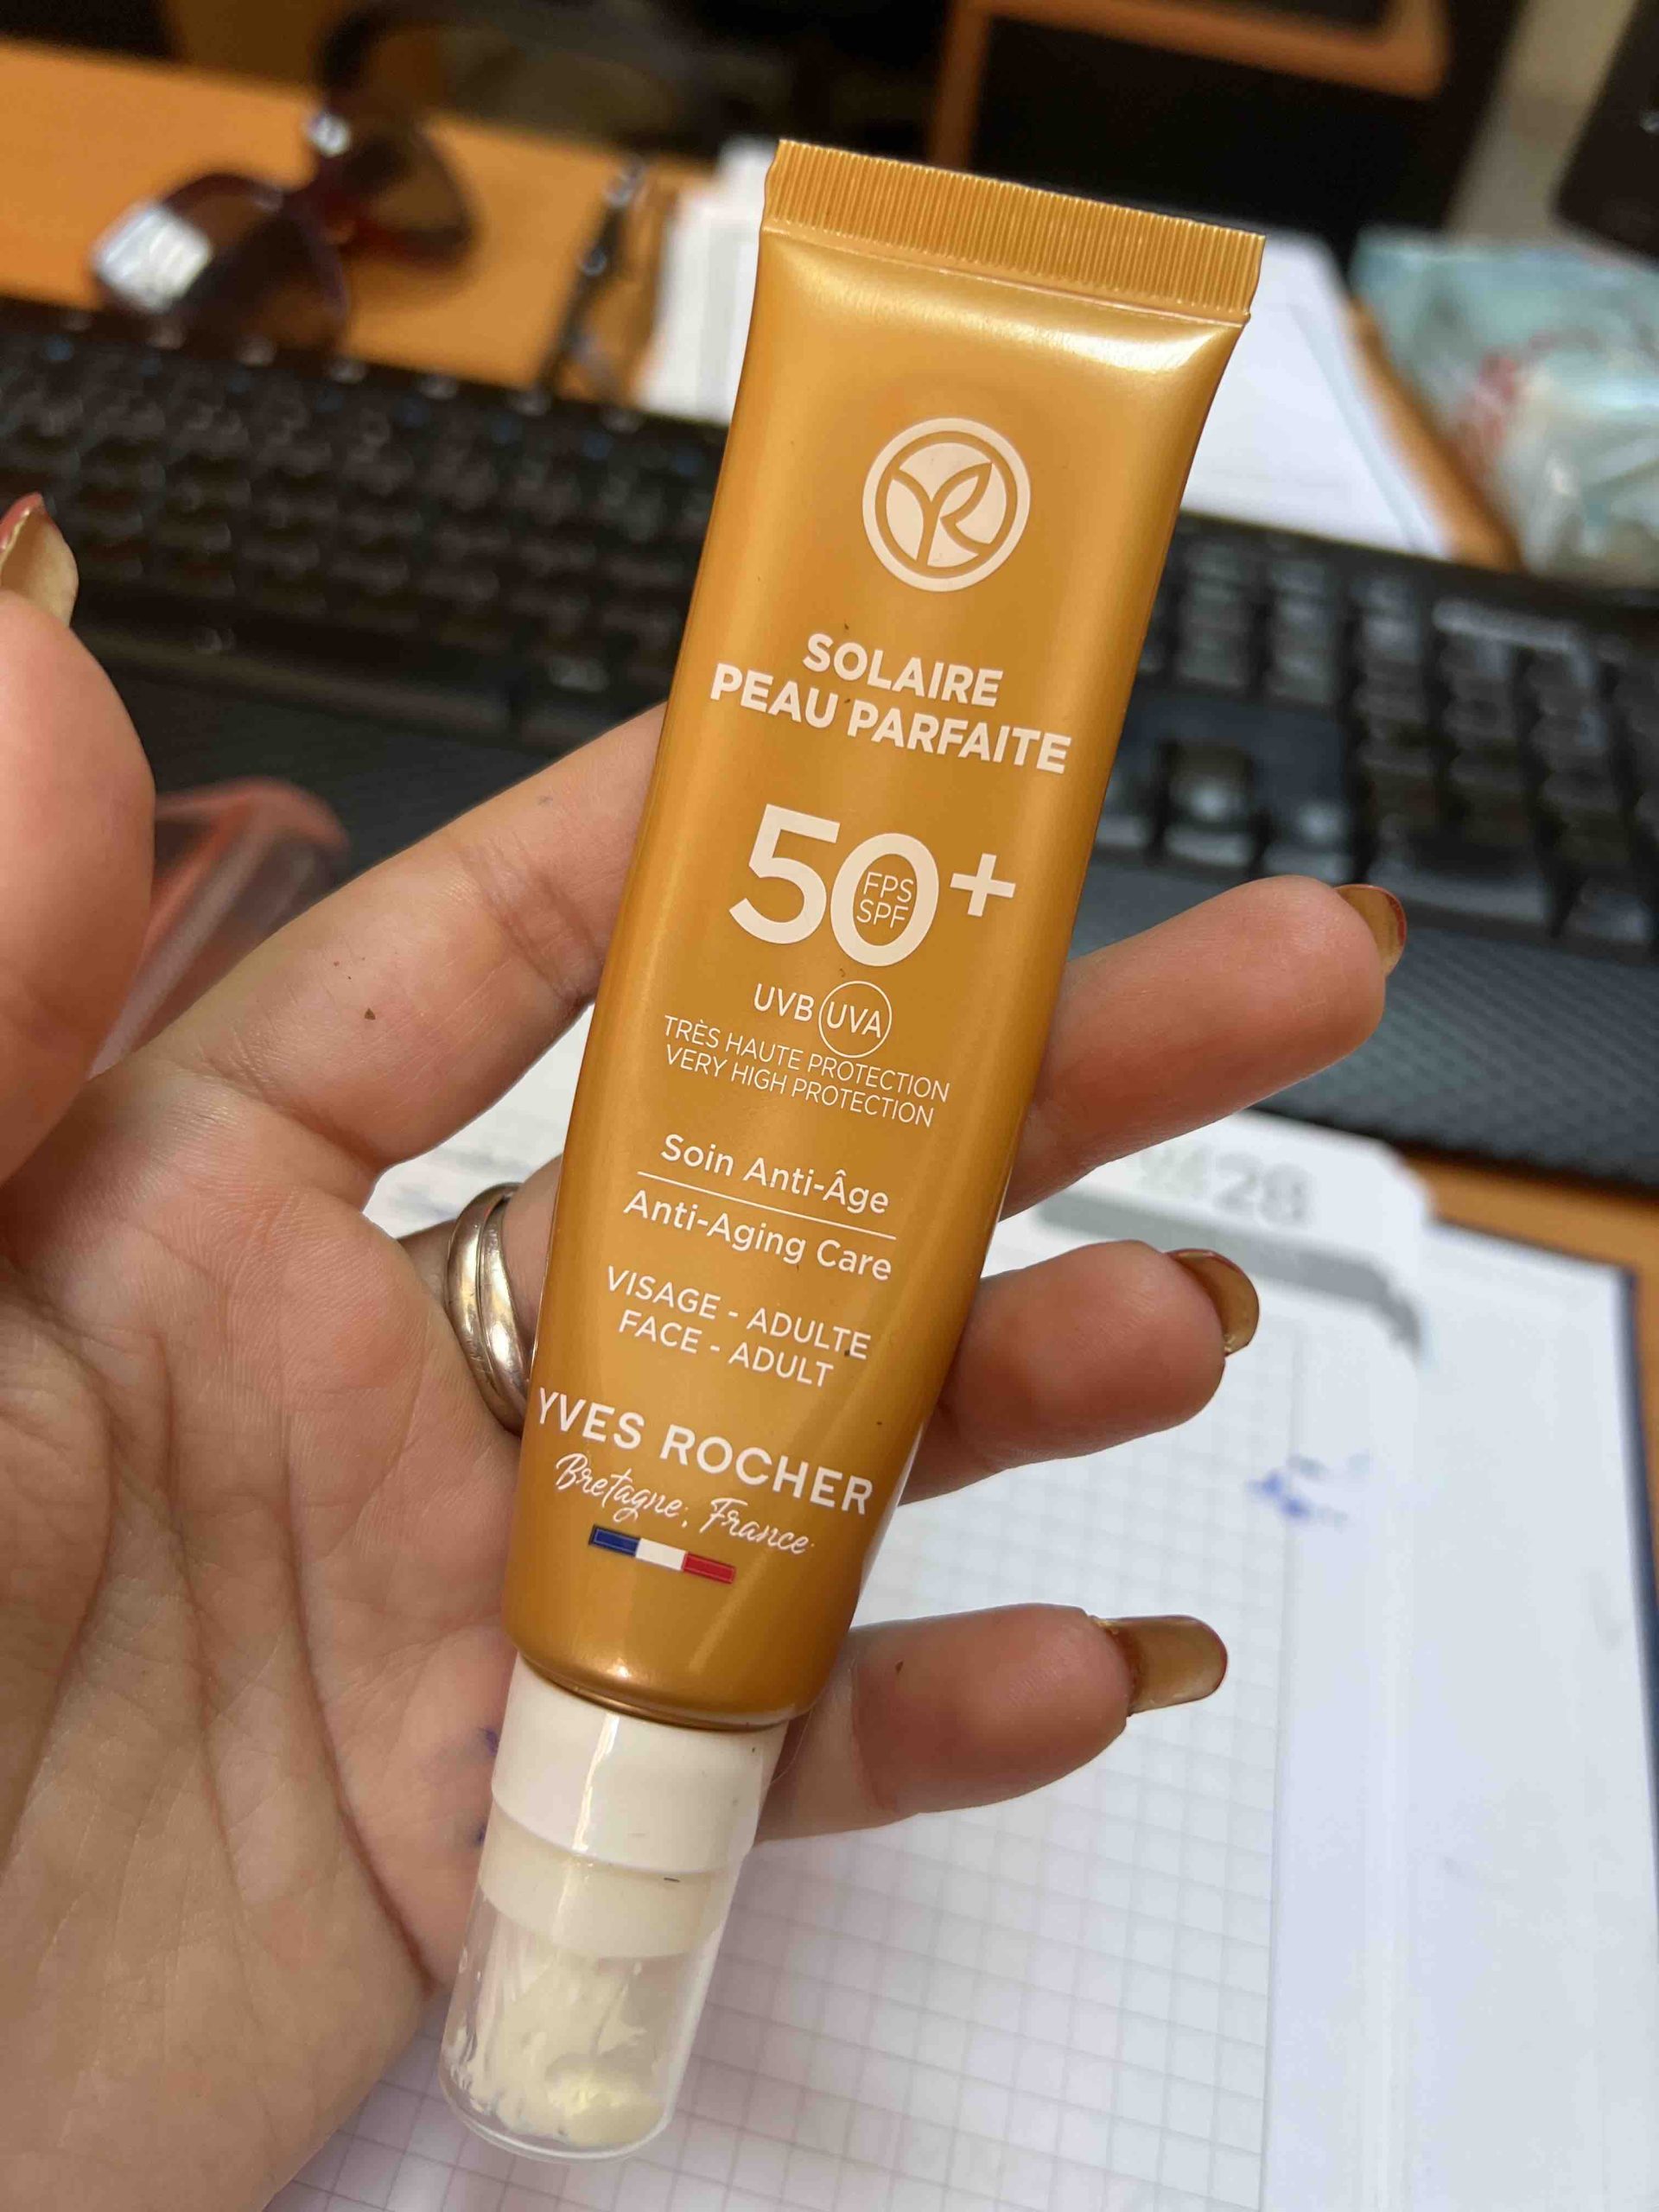 SOLAIRE
PEAU PARFAITE
50+
FPS
SPF
UVB UVA
TRÈS HAUTE PROTECTION
VERY HIGH PROTECTION
Soin Anti-Âge
Anti-Aging Care
VISAGE - ADULTE
FACE - ADULT
YVES ROCHER
Bretagne, France
28